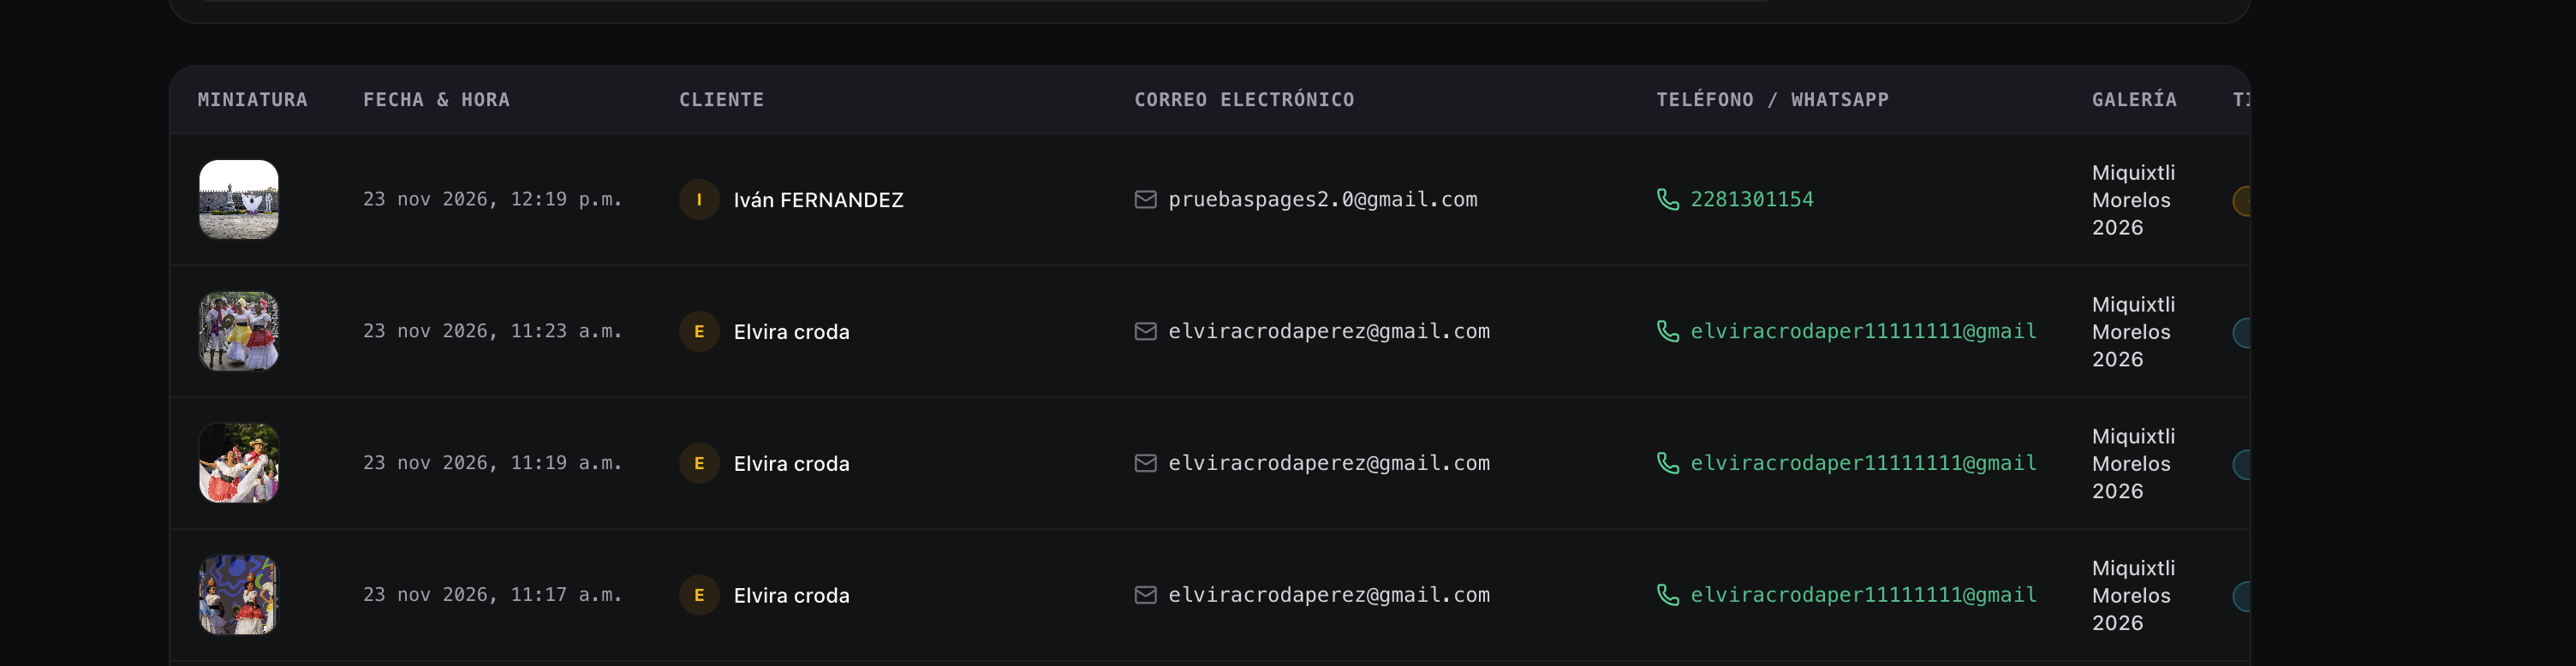 MINIATURA FECHA & HORA CLIENTE CORREO ELECTRÓNICO TELÉFONO / WHATSAPP GALERÍA
23 nov 2026, 12:19 p.m. I Iván FERNANDEZ pruebaspages2.0@gmail.com 2281301154 Miquixtli
Morelos
2026
23 nov 2026, 11:23 a.m. E Elvira croda elviracrodaperez@gmail.com elviracrodaper11111111@gmail Miquixtli
Morelos
2026
23 nov 2026, 11:19 a.m. E Elvira croda elviracrodaperez@gmail.com elviracrodaper11111111@gmail Miquixtli
Morelos
2026
23 nov 2026, 11:17 a.m. E Elvira croda elviracrodaperez@gmail.com elviracrodaper11111111@gmail Miquixtli
Morelos
2026